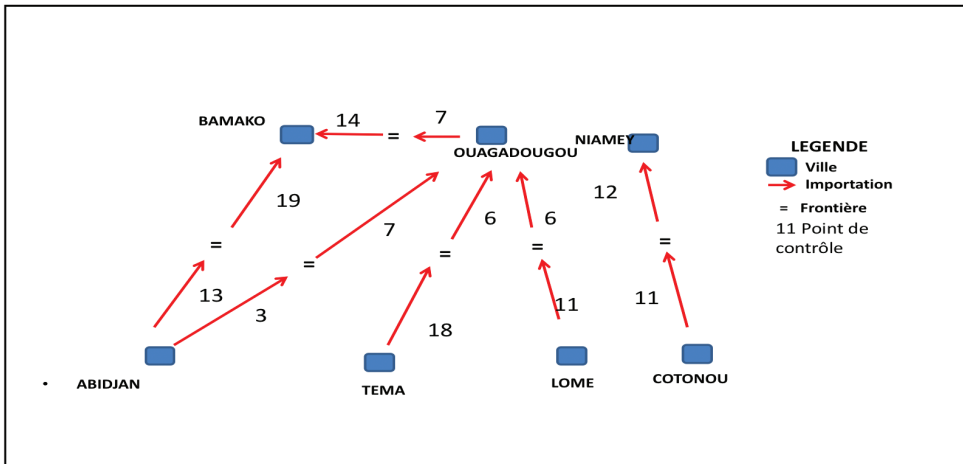 BAMAKO
14
=
7
OUAGADOUGOU
NIAMEY
LEGENDE
Ville
Importation
= Frontière
11 Point de
contrôle
19
7
6
6
12
=
=
=
=
=
13
3
18
11
11
• ABIDJAN
TEMA
LOME
COTONOU